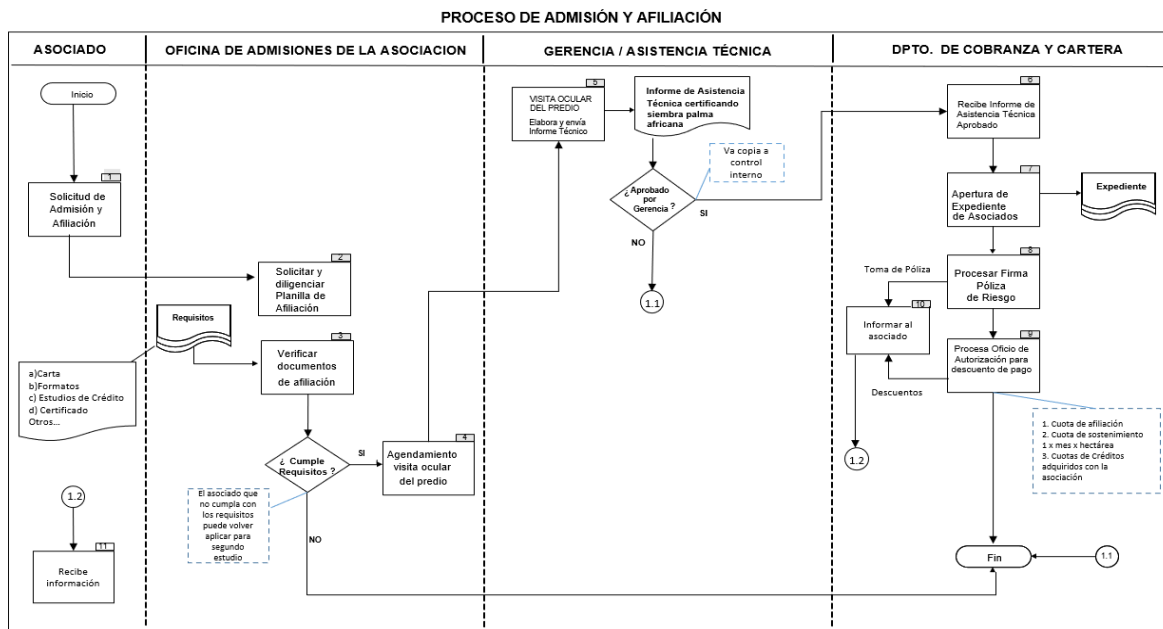 PROCESO DE ADMISIÓN Y AFILIACIÓN
ASOCIADO
OFICINA DE ADMISIONES DE LA ASOCIACION
GERENCIA / ASISTENCIA TÉCNICA
DPTO. DE COBRANZA Y CARTERA
Inicio
1
Solicitud de
Admisión y
Afiliación
a)Carta
b)Formatos
c) Estudios de Crédito
d) Certificado
Otros...
1.2
11
Recibe
información
2
Solicitar y
diligenciar
Planilla de
Afiliación
Requisitos
3
Verificar
documentos
de afiliación
¿ Cumple
Requisitos ?
SI
NO
El asociado que
no cumpla con
los requisitos
puede volver
aplicar para
segundo
estudio
4
Agendamiento
visita ocular
del predio
5
VISITA OCULAR
DEL PREDIO
Elabora y envía
Informe Técnico
Informe de Asistencia
Técnica certificando
siembra palma
africana
Va copia a
control
interno
¿ Aprobado
por
Gerencia ?
SI
NO
1.1
6
Recibe Informe de
Asistencia Técnica
Aprobado
7
Apertura de
Expediente
de Asociados
Expediente
8
Procesar Firma
Póliza
de Riesgo
Toma de Póliza
10
Informar al
asociado
9
Procesa Oficio de
Autorización para
descuento de pago
Descuentos
1.2
1. Cuota de afiliación
2. Cuota de sostenimiento
1 x mes x hectárea
3. Cuotas de Créditos
adquiridos con la
asociación
Fin
1.1